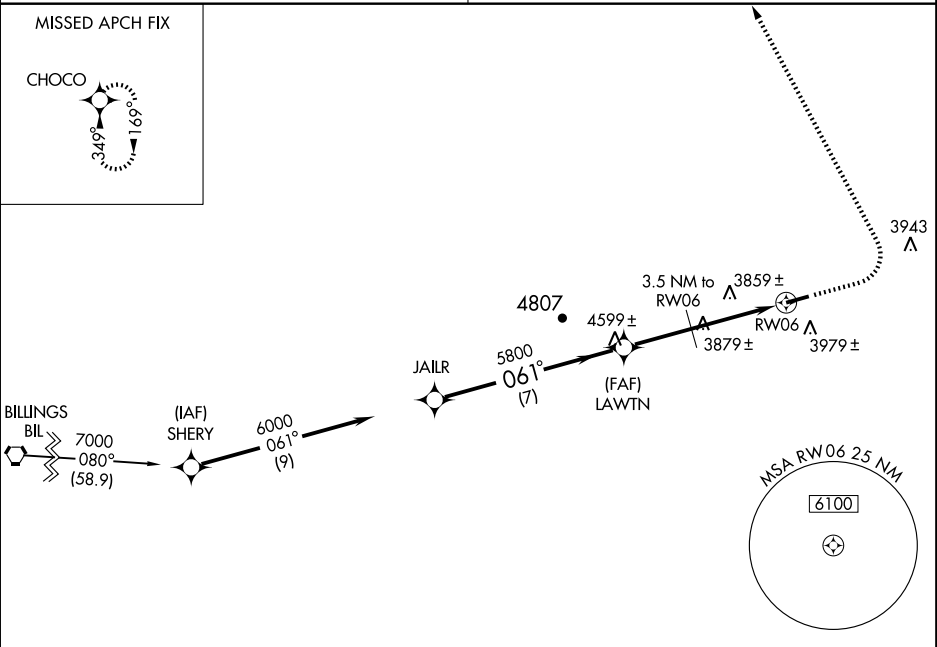 MISSED APCH FIX
CHOCO
349°
169°
3943
3.5 NM to
RW06
3859 ±
4807
4599 ±
RW06
3879 ±
3979 ±
JAILR
5800
061°
(7)
(FAF)
LAWTN
BILLINGS
BIL
7000
080°
(58.9)
(IAF)
SHERY
6000
061°
(9)
MSA RW06 25 NM
6100